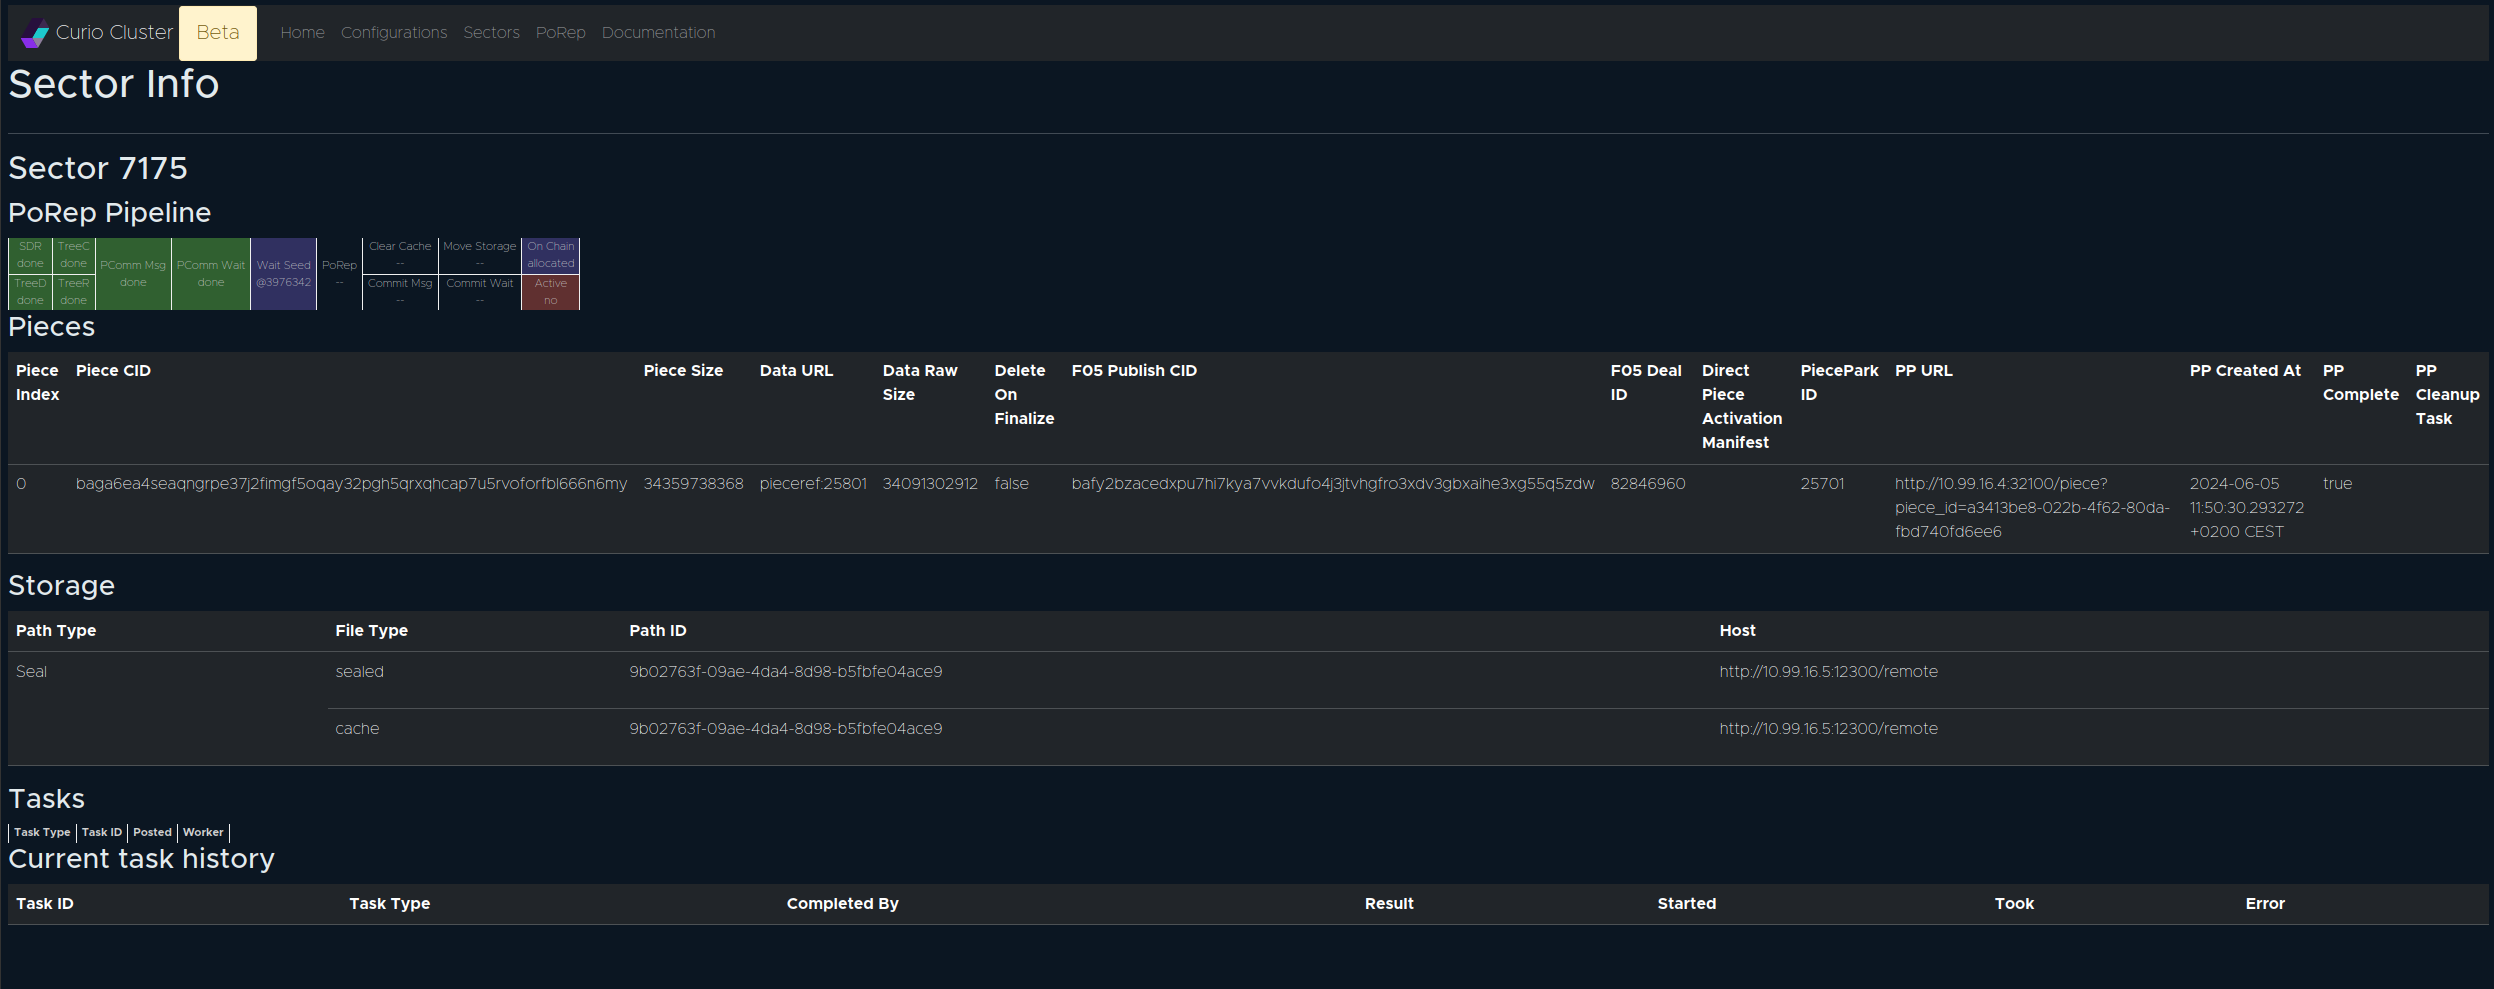 Curio Cluster Beta Home Configurations Sectors PoRep Documentation
Sector Info
Sector 7175
PoRep Pipeline
SDR done
TreeC done
TreeD done
TreeR done
PComm Msg done
PComm Wait done
Wait Seed @3976342
PoRep --
Clear Cache --
Move Storage --
Commit Msg --
Commit Wait --
On Chain allocated
Active no
Pieces
Piece Index Piece CID Piece Size Data URL Data Raw Size Delete On Finalize F05 Publish CID F05 Deal ID Direct Piece Activation Manifest PiecePark ID PP URL PP Created At PP Complete PP Cleanup Task
0 baga6ea4seaqngrpe37j2fimgf5oqay32pgh5qrxqhcap7u5rvoforfbl666n6my 34359738368 pieceref:25801 34091302912 false bafy2bzacedxpu7hi7kya7vvkdufo4j3jtvhgfro3xdv3gbxaihe3xg55q5zdw 82846960 25701 http://10.99.16.4:32100/piece?piece_id=a3413be8-022b-4f62-80da-fbd740fd6ee6 2024-06-05 11:50:30.293272 +0200 CEST true
Storage
Path Type File Type Path ID Host
Seal sealed 9b02763f-09ae-4da4-8d98-b5fbfe04ace9 http://10.99.16.5:12300/remote
cache 9b02763f-09ae-4da4-8d98-b5fbfe04ace9 http://10.99.16.5:12300/remote
Tasks
Task Type Task ID Posted Worker
Current task history
Task ID Task Type Completed By Result Started Took Error